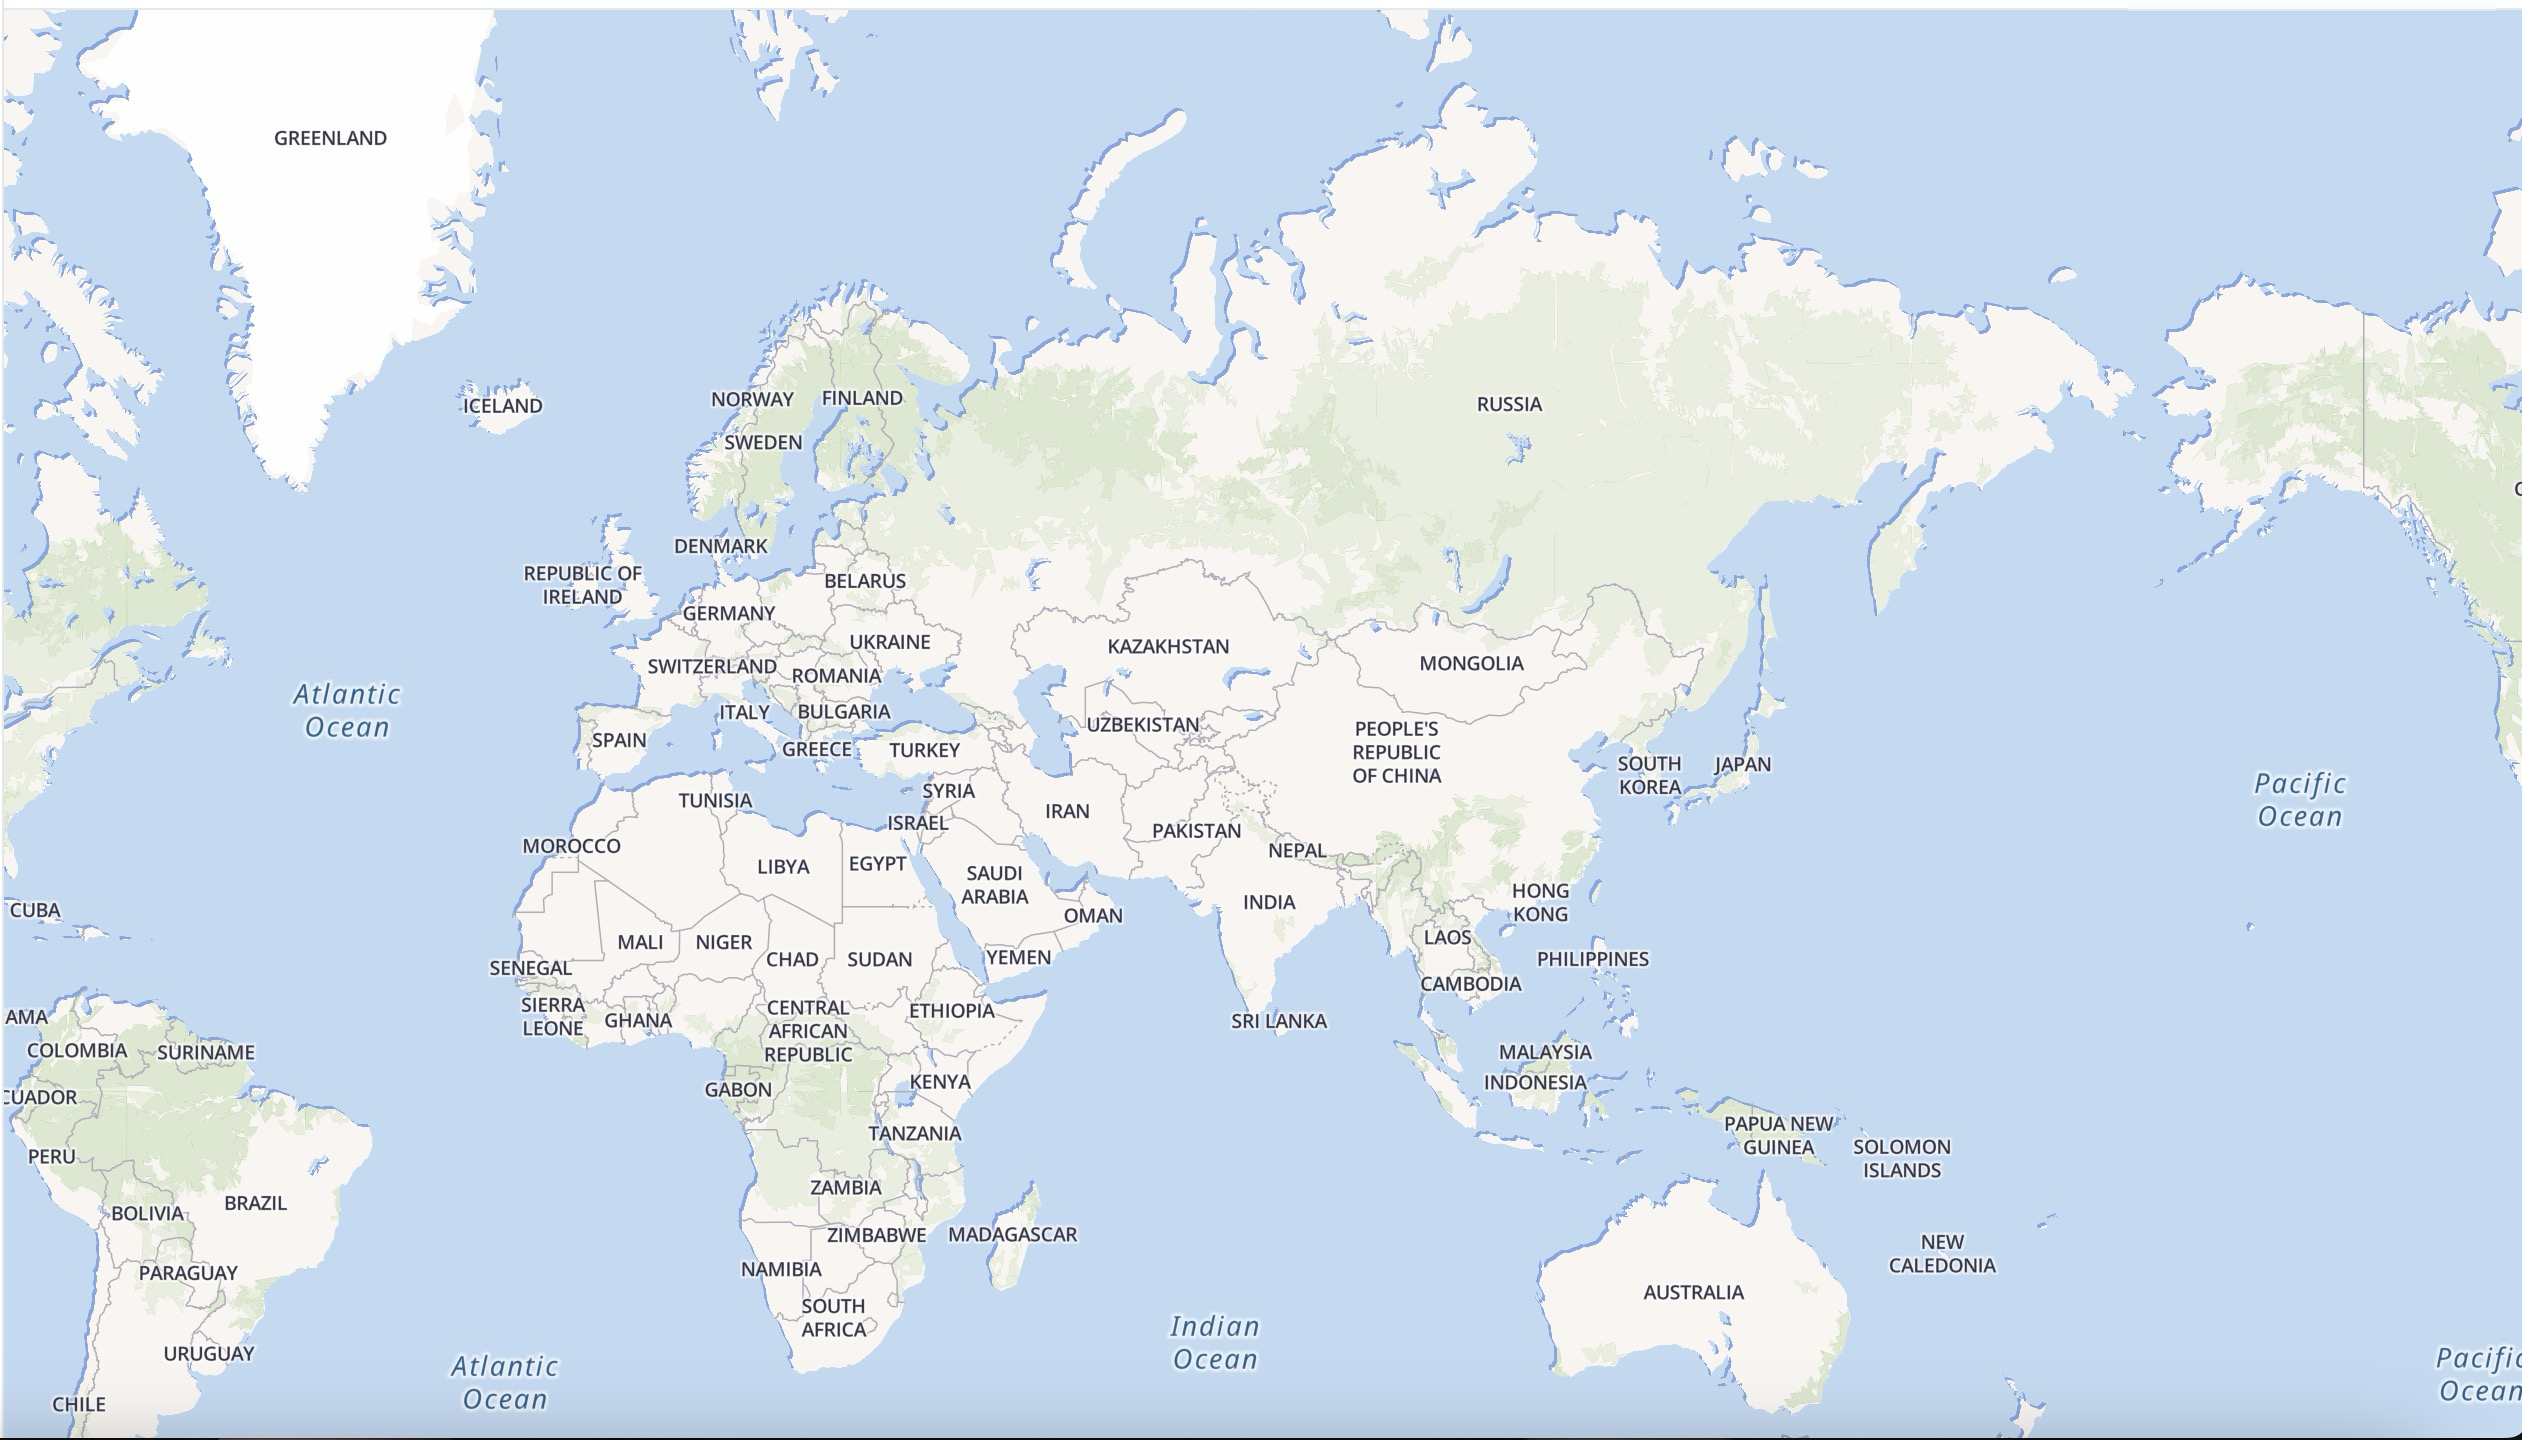 GREENLAND
ICELAND
NORWAY
FINLAND
RUSSIA
SWEDEN
DENMARK
REPUBLIC OF
IRELAND
BELARUS
GERMANY
UKRAINE
KAZAKHSTAN
MONGOLIA
SWITZERLAND
ROMANIA
Atlantic
Ocean
ITALY
BULGARIA
UZBEKISTAN
PEOPLE'S
REPUBLIC
OF CHINA
SPAIN
GREECE
TURKEY
SOUTH
KOREA
JAPAN
Pacific
Ocean
TUNISIA
SYRIA
IRAN
ISRAEL
PAKISTAN
MOROCCO
NEPAL
LIBYA
EGYPT
SAUDI
ARABIA
HONG
KONG
INDIA
CUBA
OMAN
MALI
NIGER
LAOS
CHAD
SUDAN
YEMEN
PHILIPPINES
SENEGAL
CAMBODIA
SIERRA
LEONE
GHANA
CENTRAL
AFRICAN
REPUBLIC
ETHIOPIA
AMA
SRI LANKA
COLOMBIA
SURINAME
MALAYSIA
INDONESIA
GABON
KENYA
CUADOR
PAPUA NEW
GUINEA
TANZANIA
SOLOMON
ISLANDS
PERU
ZAMBIA
BRAZIL
BOLIVIA
ZIMBABWE
MADAGASCAR
NEW
CALEDONIA
NAMIBIA
PARAGUAY
AUSTRALIA
SOUTH
AFRICA
Indian
Ocean
URUGUAY
Atlantic
Ocean
Pacific
Ocean
CHILE